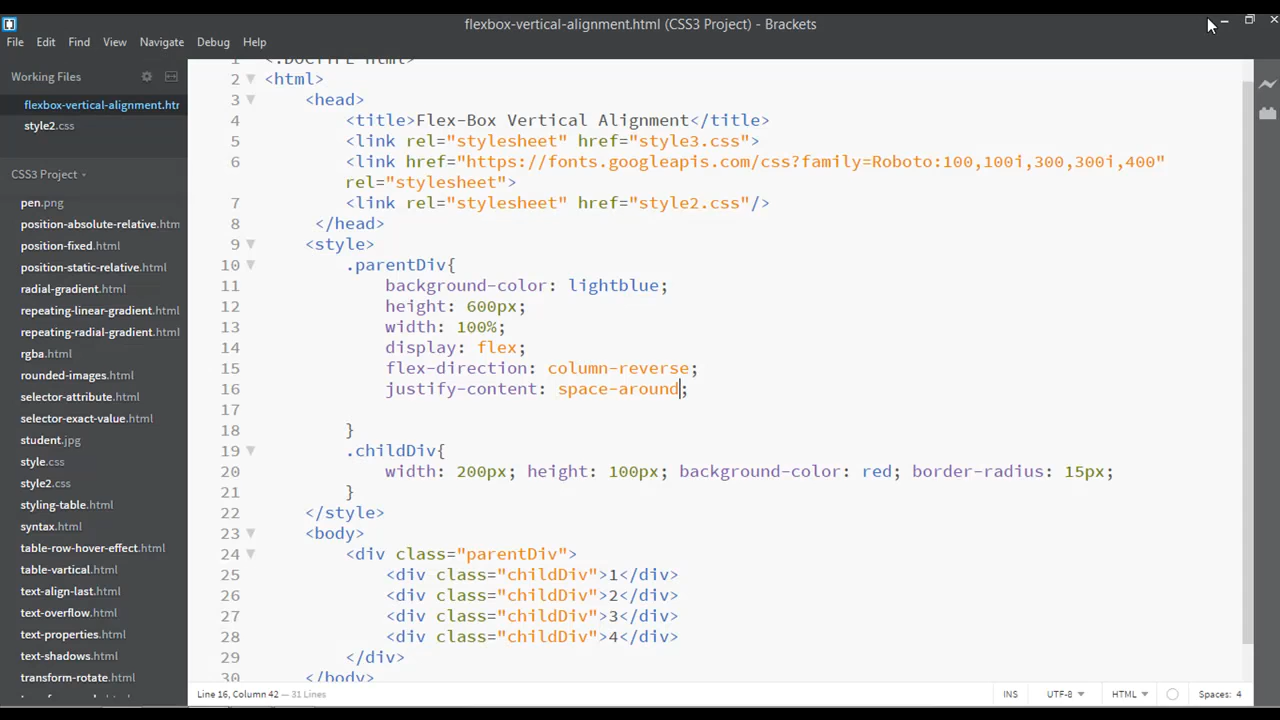 flexbox-vertical-alignment.html (CSS3 Project) - Brackets
File Edit Find View Navigate Debug Help
Working Files
flexbox-vertical-alignment.htm
style2.css
CSS3 Project
pen.png
position-absolute-relative.htm
position-fixed.html
position-static-relative.html
radial-gradient.html
repeating-linear-gradient.html
repeating-radial-gradient.html
rgba.html
rounded-images.html
selector-attribute.html
selector-exact-value.html
student.jpg
style.css
style2.css
styling-table.html
syntax.html
table-row-hover-effect.html
table-vartical.html
text-align-last.html
text-overflow.html
text-properties.html
text-shadows.html
transform-rotate.html
1 <!DOCTYPE html>
2 <html>
3 <head>
4 <title>Flex-Box Vertical Alignment</title>
5 <link rel="stylesheet" href="style3.css">
6 <link href="https://fonts.googleapis.com/css?family=Roboto:100,100i,300,300i,400"
rel="stylesheet">
7 <link rel="stylesheet" href="style2.css"/>
8 </head>
9 <style>
10 .parentDiv{
11 background-color: lightblue;
12 height: 600px;
13 width: 100%;
14 display: flex;
15 flex-direction: column-reverse;
16 justify-content: space-around;
17
18 }
19 .childDiv{
20 width: 200px; height: 100px; background-color: red; border-radius: 15px;
21 }
22 </style>
23 <body>
24 <div class="parentDiv">
25 <div class="childDiv">1</div>
26 <div class="childDiv">2</div>
27 <div class="childDiv">3</div>
28 <div class="childDiv">4</div>
29 </div>
30 </body>
Line 16, Column 42 — 31 Lines
INS UTF-8 HTML Spaces: 4